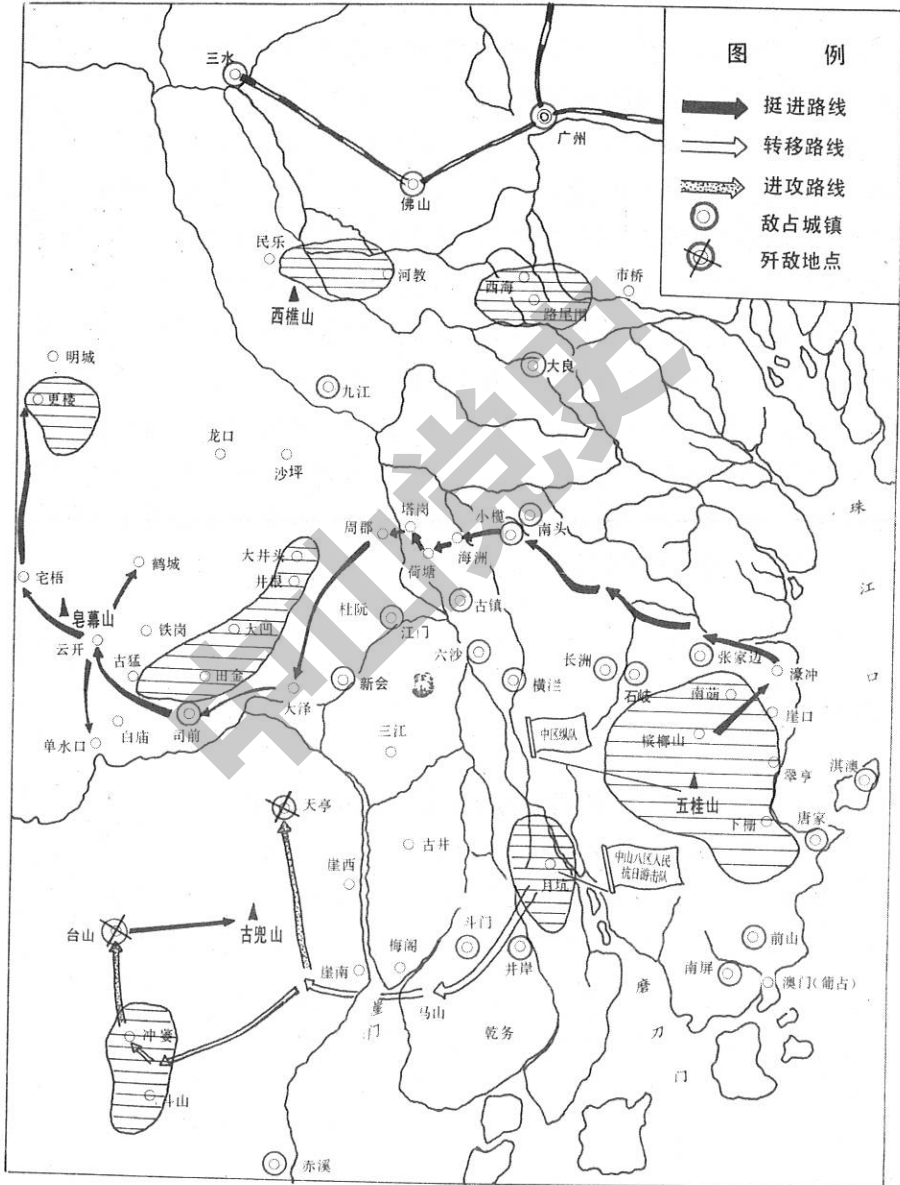 图 例
挺进路线
转移路线
进攻路线
敌占城镇
歼敌地点
三水
广州
佛山
民乐
河教
西樵山
西海
路尾围
市桥
大良
明城
更楼
九江
龙口
沙坪
珠
江
口
塔岗
小榄
南头
周郡
海洲
荷塘
大井头
鹤城
宅梧
皂幕山
井根
杜阮
江门
古镇
铁岗
大凹
云开
古猛
田金
六沙
长洲
石岐
张家边
濠冲
新会
横涝
南蓢
大泽
白庙
司前
单水口
三江
崖口
槟榔山
中区纵队
翠亨
淇澳
五桂山
下栅
唐家
天亭
古井
崖西
月坑
中山八区人民
抗日游击队
台山
古兜山
斗门
井岸
梅阁
崖南
前山
南屏
澳门(葡占)
崖
门
马山
乾务
磨
刀
门
冲蒌
斗山
赤溪
中山党史